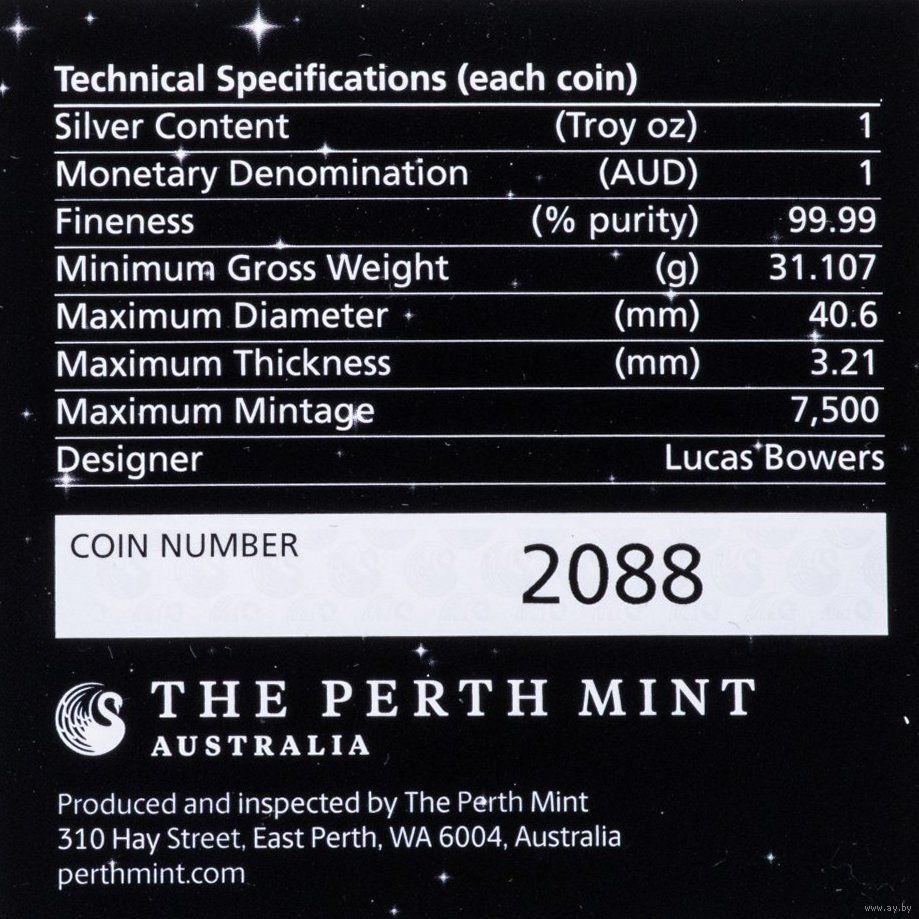 Technical Specifications (each coin)
Silver Content (Troy oz) 1
Monetary Denomination (AUD) 1
Fineness (% purity) 99.99
Minimum Gross Weight (g) 31.107
Maximum Diameter (mm) 40.6
Maximum Thickness (mm) 3.21
Maximum Mintage 7,500
Designer Lucas Bowers
COIN NUMBER 2088
THE PERTH MINT
AUSTRALIA
Produced and inspected by The Perth Mint
310 Hay Street, East Perth, WA 6004, Australia
perthmint.com
www.ay.by